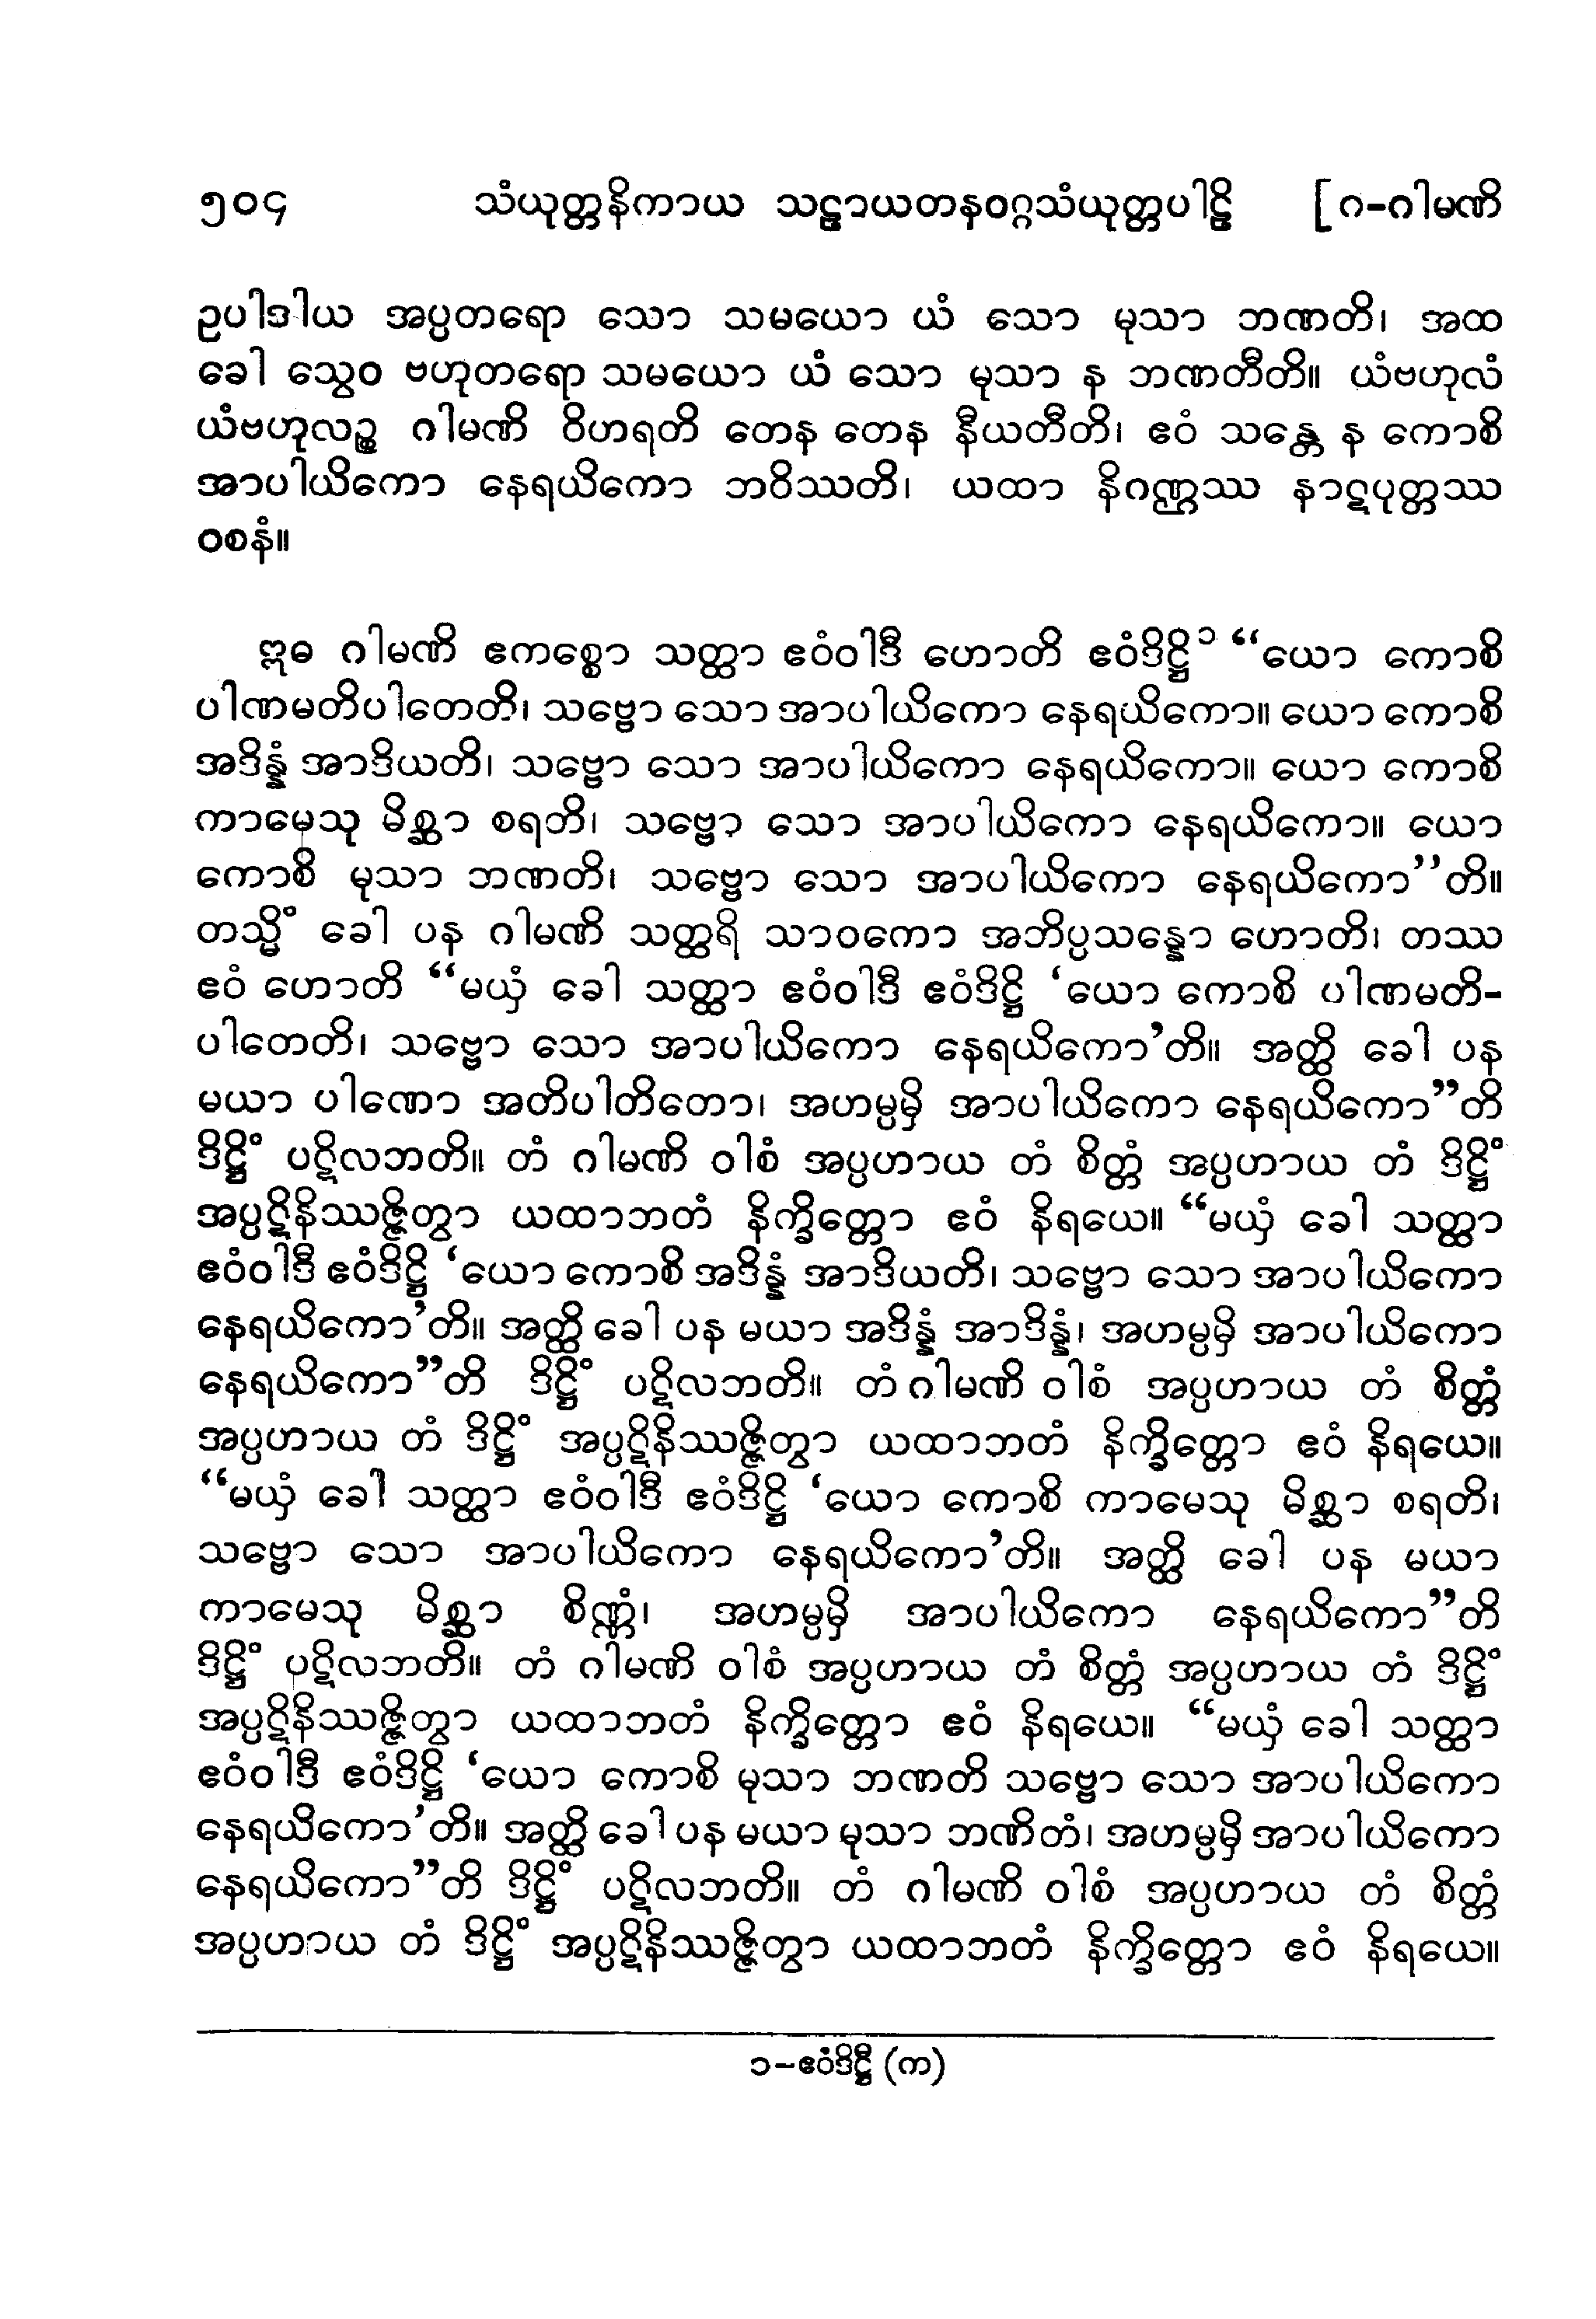 ၅၀၄ သံယုတ္တနိကာယ သဠာယတနဝဂ္ဂသံယုတ္တပါဠိ [ ဂ-ဂါမဏိ
ဥပါဒါယ အပ္ပတရော သော သမယော ယံ သော မုသာ ဘဏတိ၊ အထ
ခေါ သွေဝ ဗဟုတရော သမယော ယံ သော မုသာ န ဘဏတီတိ။ ယံဗဟုလံ
ယံဗဟုလဉ္စ ဂါမဏိ ဝိဟရတိ တေန တေန နီယတီတိ၊ ဧဝံ သန္တေ န ကောစိ
အာပါယိကော နေရယိကော ဘဝိဿတိ၊ ယထာ နိဂဏ္ဌဿ နာဋပုတ္တဿ
ဝစနံ။
ဣဓ ဂါမဏိ ဧကစ္စော သတ္ထာ ဧဝံဝါဒီ ဟောတိ ဧဝံဒိဋ္ဌိ၁ “ယော ကောစိ
ပါဏမတိပါတေတိ၊ သဗ္ဗော သော အာပါယိကော နေရယိကော။ ယော ကောစိ
အဒိန္နံ အာဒိယတိ၊ သဗ္ဗော သော အာပါယိကော နေရယိကော။ ယော ကောစိ
ကာမေသု မိစ္ဆာ စရတိ၊ သဗ္ဗော သော အာပါယိကော နေရယိကော။ ယော
ကောစိ မုသာ ဘဏတိ၊ သဗ္ဗော သော အာပါယိကော နေရယိကော”တိ။
တသ္မိံ ခေါ ပန ဂါမဏိ သတ္ထရိ သာဝကော အဘိပ္ပသန္နော ဟောတိ၊ တဿ
ဧဝံ ဟောတိ “မယှံ ခေါ သတ္ထာ ဧဝံဝါဒီ ဧဝံဒိဋ္ဌိ ‘ယော ကောစိ ပါဏမတိ-
ပါတေတိ၊ သဗ္ဗော သော အာပါယိကော နေရယိကော’တိ။ အတ္ထိ ခေါ ပန
မယာ ပါဏော အတိပါတိတော၊ အဟမ္ပမှိ အာပါယိကော နေရယိကော”တိ
ဒိဋ္ဌိံ ပဋိလဘတိ။ တံ ဂါမဏိ ဝါစံ အပ္ပဟာယ တံ စိတ္တံ အပ္ပဟာယ တံ ဒိဋ္ဌိံ
အပ္ပဋိနိဿဇ္ဇိတွာ ယထာဘတံ နိက္ခိတ္တော ဧဝံ နိရယေ။ “မယှံ ခေါ သတ္ထာ
ဧဝံဝါဒီ ဧဝံဒိဋ္ဌိ ‘ယော ကောစိ အဒိန္နံ အာဒိယတိ၊ သဗ္ဗော သော အာပါယိကော
နေရယိကော’တိ။ အတ္ထိ ခေါ ပန မယာ အဒိန္နံ အာဒိန္နံ၊ အဟမ္ပမှိ အာပါယိကော
နေရယိကော”တိ ဒိဋ္ဌိံ ပဋိလဘတိ။ တံ ဂါမဏိ ဝါစံ အပ္ပဟာယ တံ စိတ္တံ
အပ္ပဟာယ တံ ဒိဋ္ဌိံ အပ္ပဋိနိဿဇ္ဇိတွာ ယထာဘတံ နိက္ခိတ္တော ဧဝံ နိရယေ။
“မယှံ ခေါ သတ္ထာ ဧဝံဝါဒီ ဧဝံဒိဋ္ဌိ ‘ယော ကောစိ ကာမေသု မိစ္ဆာ စရတိ၊
သဗ္ဗော သော အာပါယိကော နေရယိကော’တိ။ အတ္ထိ ခေါ ပန မယာ
ကာမေသု မိစ္ဆာ စိဏ္ဏံ၊ အဟမ္ပမှိ အာပါယိကော နေရယိကော”တိ
ဒိဋ္ဌိံ ပဋိလဘတိ။ တံ ဂါမဏိ ဝါစံ အပ္ပဟာယ တံ စိတ္တံ အပ္ပဟာယ တံ ဒိဋ္ဌိံ
အပ္ပဋိနိဿဇ္ဇိတွာ ယထာဘတံ နိက္ခိတ္တော ဧဝံ နိရယေ။ “မယှံ ခေါ သတ္ထာ
ဧဝံဝါဒီ ဧဝံဒိဋ္ဌိ ‘ယော ကောစိ မုသာ ဘဏတိ သဗ္ဗော သော အာပါယိကော
နေရယိကော’တိ။ အတ္ထိ ခေါ ပန မယာ မုသာ ဘဏိတံ၊ အဟမ္ပမှိ အာပါယိကော
နေရယိကော”တိ ဒိဋ္ဌိံ ပဋိလဘတိ။ တံ ဂါမဏိ ဝါစံ အပ္ပဟာယ တံ စိတ္တံ
အပ္ပဟာယ တံ ဒိဋ္ဌိံ အပ္ပဋိနိဿဇ္ဇိတွာ ယထာဘတံ နိက္ခိတ္တော ဧဝံ နိရယေ။
၁-ဧဝံဒိဋ္ဌီ (က)